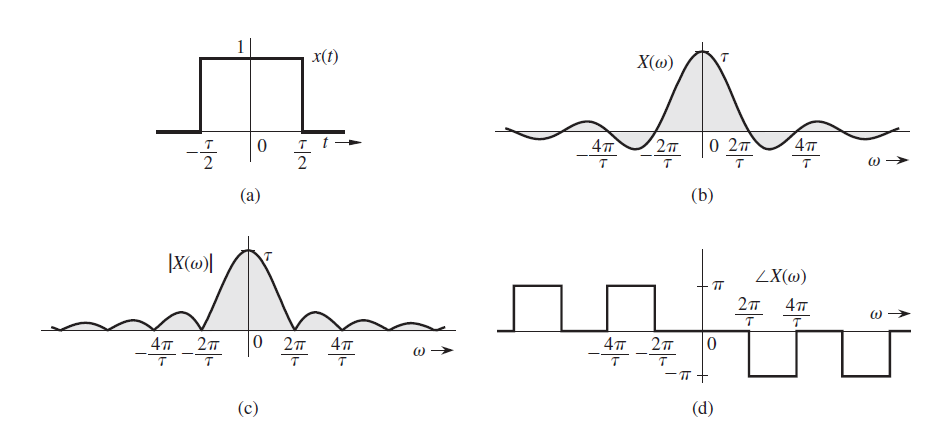 1
x(t)
−τ/2
0
τ/2
t
(a)
X(ω)
τ
−4π/τ
−2π/τ
0
2π/τ
4π/τ
ω
(b)
|X(ω)|
τ
−4π/τ
−2π/τ
0
2π/τ
4π/τ
ω
(c)
π
∠X(ω)
2π/τ
4π/τ
ω
−4π/τ
−2π/τ
0
−π
(d)